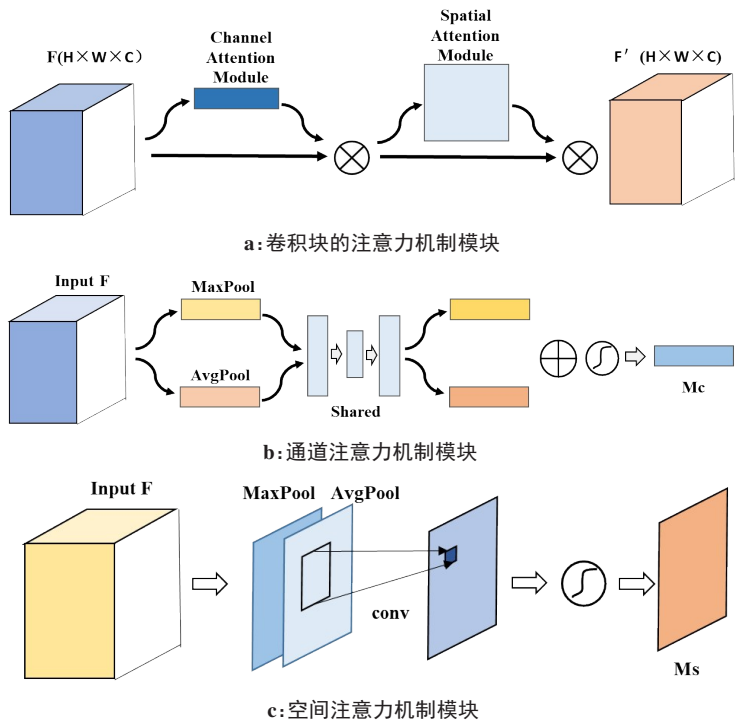 F(H×W×C)
Channel
Attention
Module
Spatial
Attention
Module
F′ (H×W×C)
a:卷积块的注意力机制模块
Input F
MaxPool
AvgPool
Shared
Mc
b:通道注意力机制模块
Input F
MaxPool AvgPool
conv
Ms
c:空间注意力机制模块